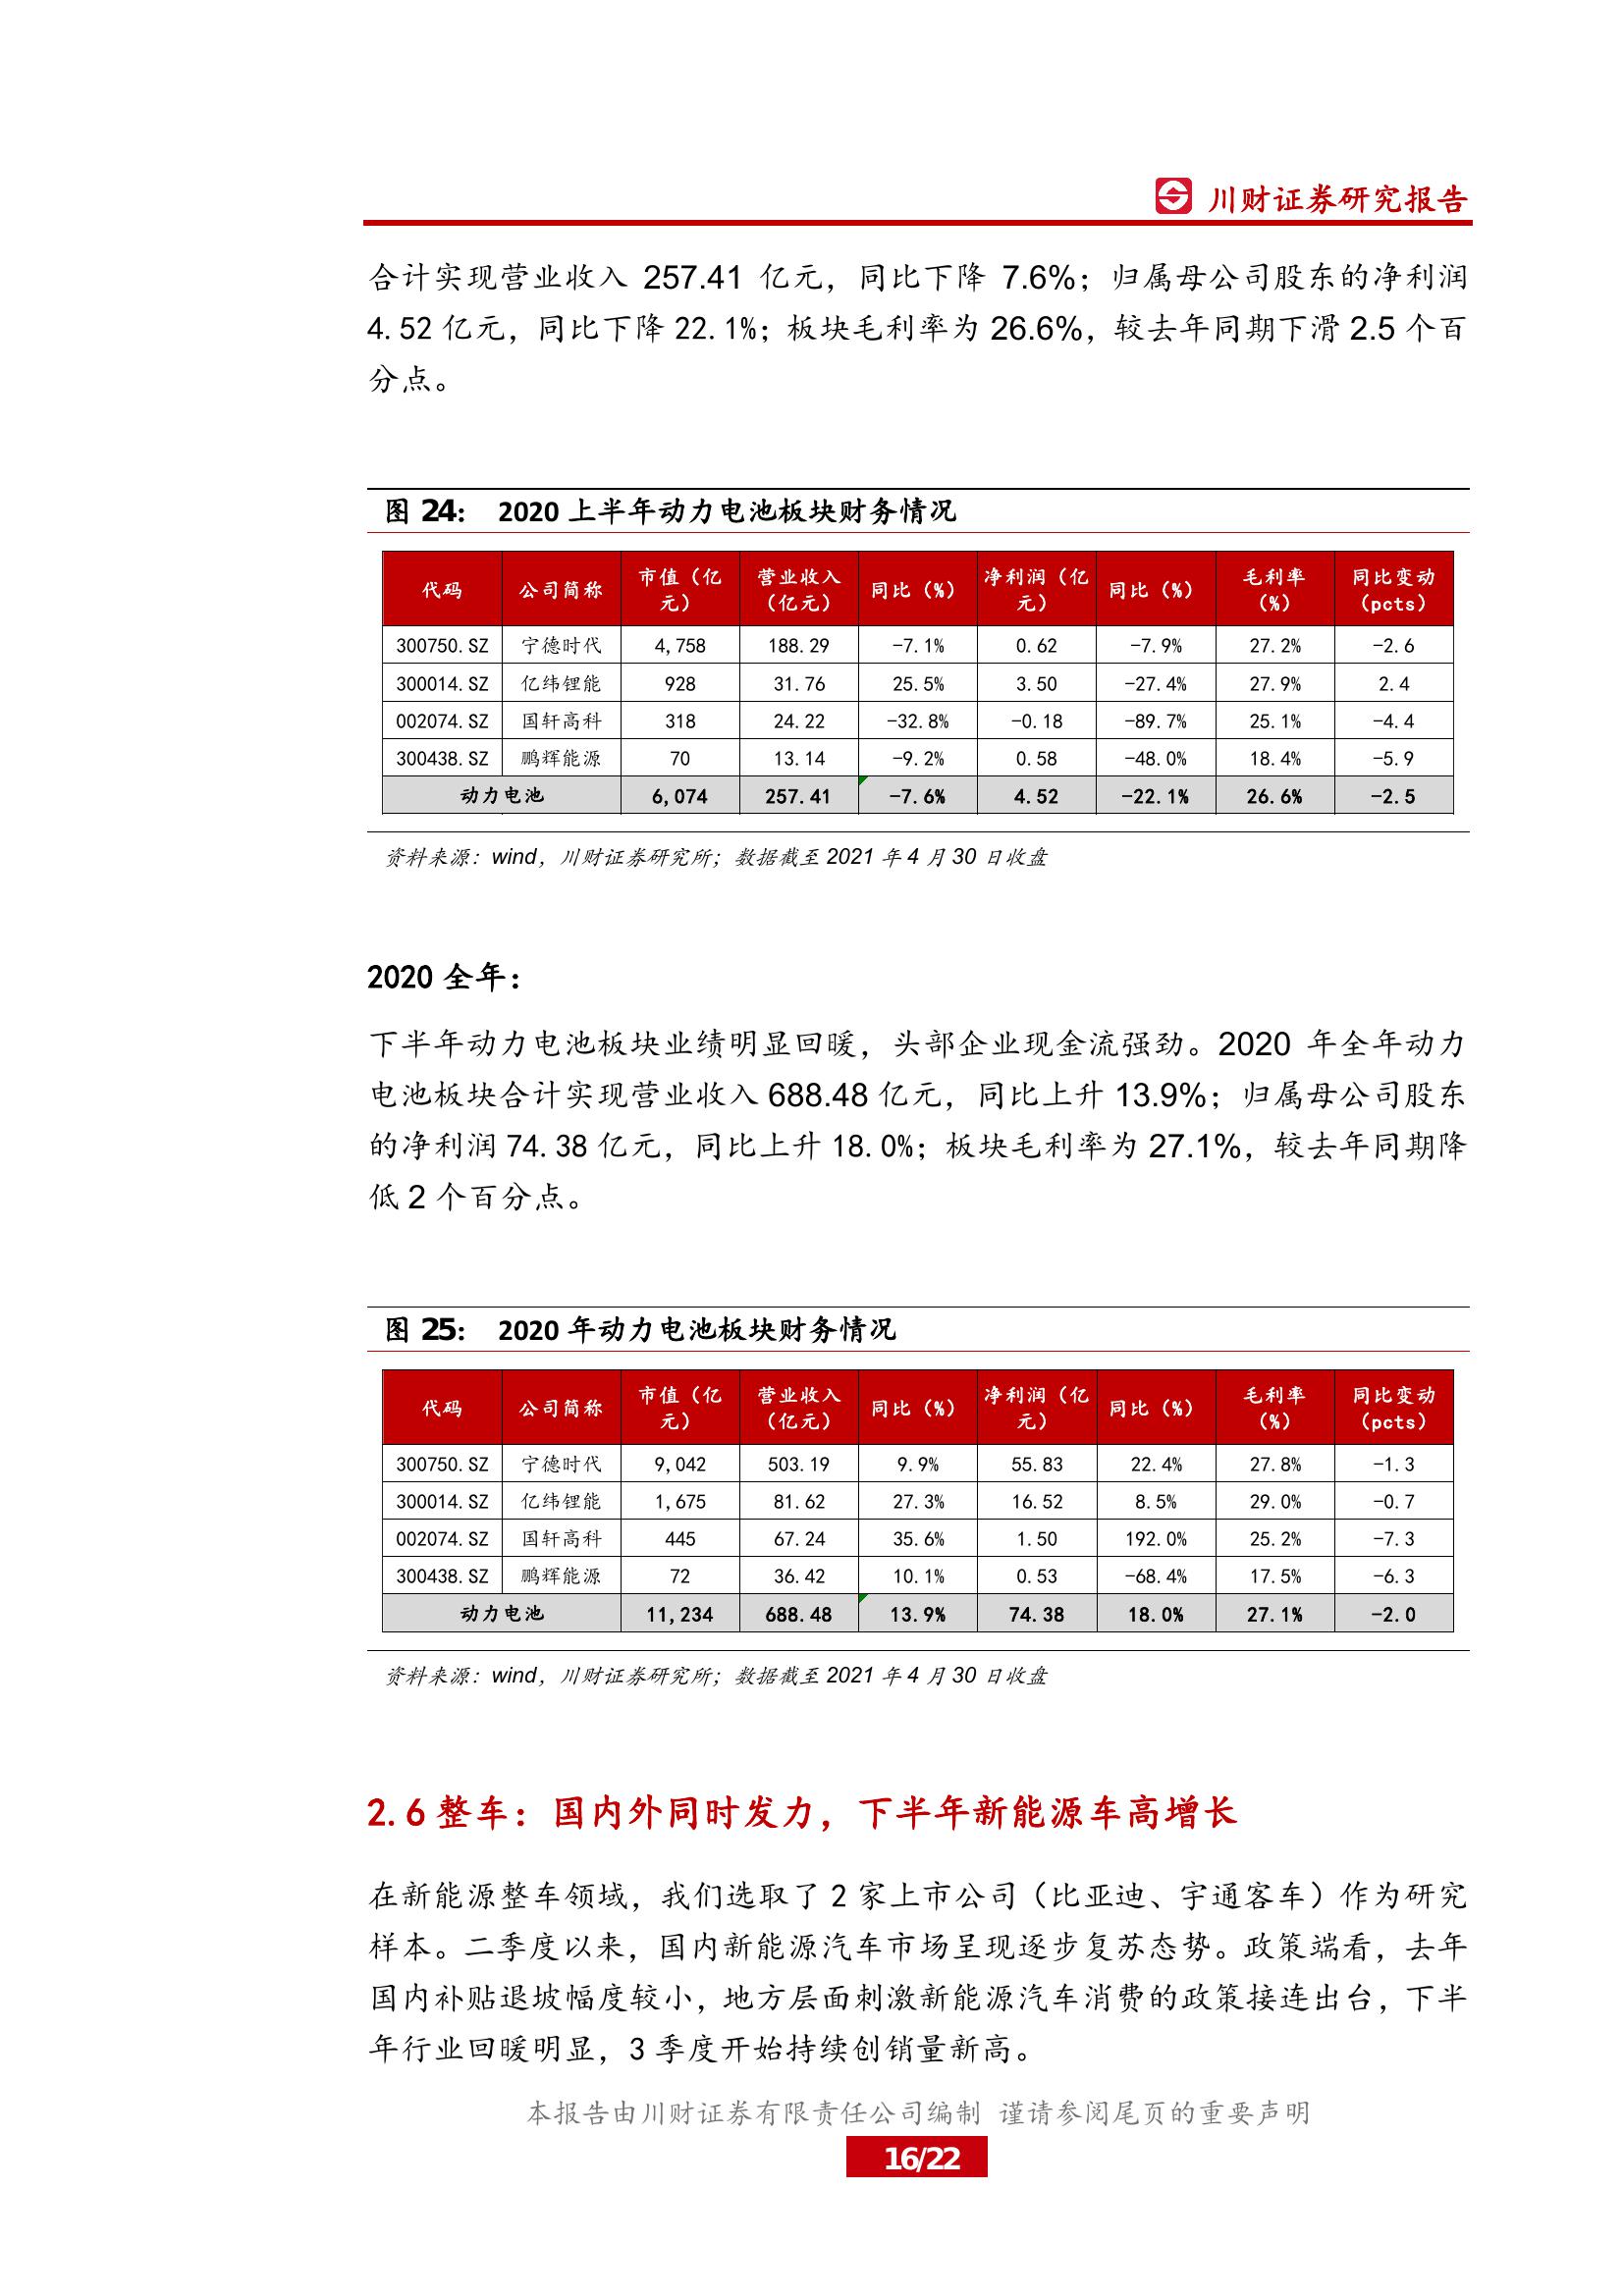 川财证券研究报告
合计实现营业收入 257.41 亿元，同比下降 7.6%；归属母公司股东的净利润
4.52 亿元，同比下降 22.1%；板块毛利率为 26.6%，较去年同期下滑 2.5 个百
分点。
图 24： 2020 上半年动力电池板块财务情况
代码 公司简称 市值（亿元） 营业收入（亿元） 同比（%） 净利润（亿元） 同比（%） 毛利率（%） 同比变动（pcts）
300750.SZ 宁德时代 4,758 188.29 -7.1% 0.62 -7.9% 27.2% -2.6
300014.SZ 亿纬锂能 928 31.76 25.5% 3.50 -27.4% 27.9% 2.4
002074.SZ 国轩高科 318 24.22 -32.8% -0.18 -89.7% 25.1% -4.4
300438.SZ 鹏辉能源 70 13.14 -9.2% 0.58 -48.0% 18.4% -5.9
动力电池 6,074 257.41 -7.6% 4.52 -22.1% 26.6% -2.5
资料来源：wind，川财证券研究所；数据截至 2021 年 4 月 30 日收盘
2020 全年：
下半年动力电池板块业绩明显回暖，头部企业现金流强劲。2020 年全年动力
电池板块合计实现营业收入 688.48 亿元，同比上升 13.9%；归属母公司股东
的净利润 74.38 亿元，同比上升 18.0%；板块毛利率为 27.1%，较去年同期降
低 2 个百分点。
图 25： 2020 年动力电池板块财务情况
代码 公司简称 市值（亿元） 营业收入（亿元） 同比（%） 净利润（亿元） 同比（%） 毛利率（%） 同比变动（pcts）
300750.SZ 宁德时代 9,042 503.19 9.9% 55.83 22.4% 27.8% -1.3
300014.SZ 亿纬锂能 1,675 81.62 27.3% 16.52 8.5% 29.0% -0.7
002074.SZ 国轩高科 445 67.24 35.6% 1.50 192.0% 25.2% -7.3
300438.SZ 鹏辉能源 72 36.42 10.1% 0.53 -68.4% 17.5% -6.3
动力电池 11,234 688.48 13.9% 74.38 18.0% 27.1% -2.0
资料来源：wind，川财证券研究所；数据截至 2021 年 4 月 30 日收盘
2.6 整车：国内外同时发力，下半年新能源车高增长
在新能源整车领域，我们选取了 2 家上市公司（比亚迪、宇通客车）作为研究
样本。二季度以来，国内新能源汽车市场呈现逐步复苏态势。政策端看，去年
国内补贴退坡幅度较小，地方层面刺激新能源汽车消费的政策接连出台，下半
年行业回暖明显，3 季度开始持续创销量新高。
本报告由川财证券有限责任公司编制 谨请参阅尾页的重要声明
16/22